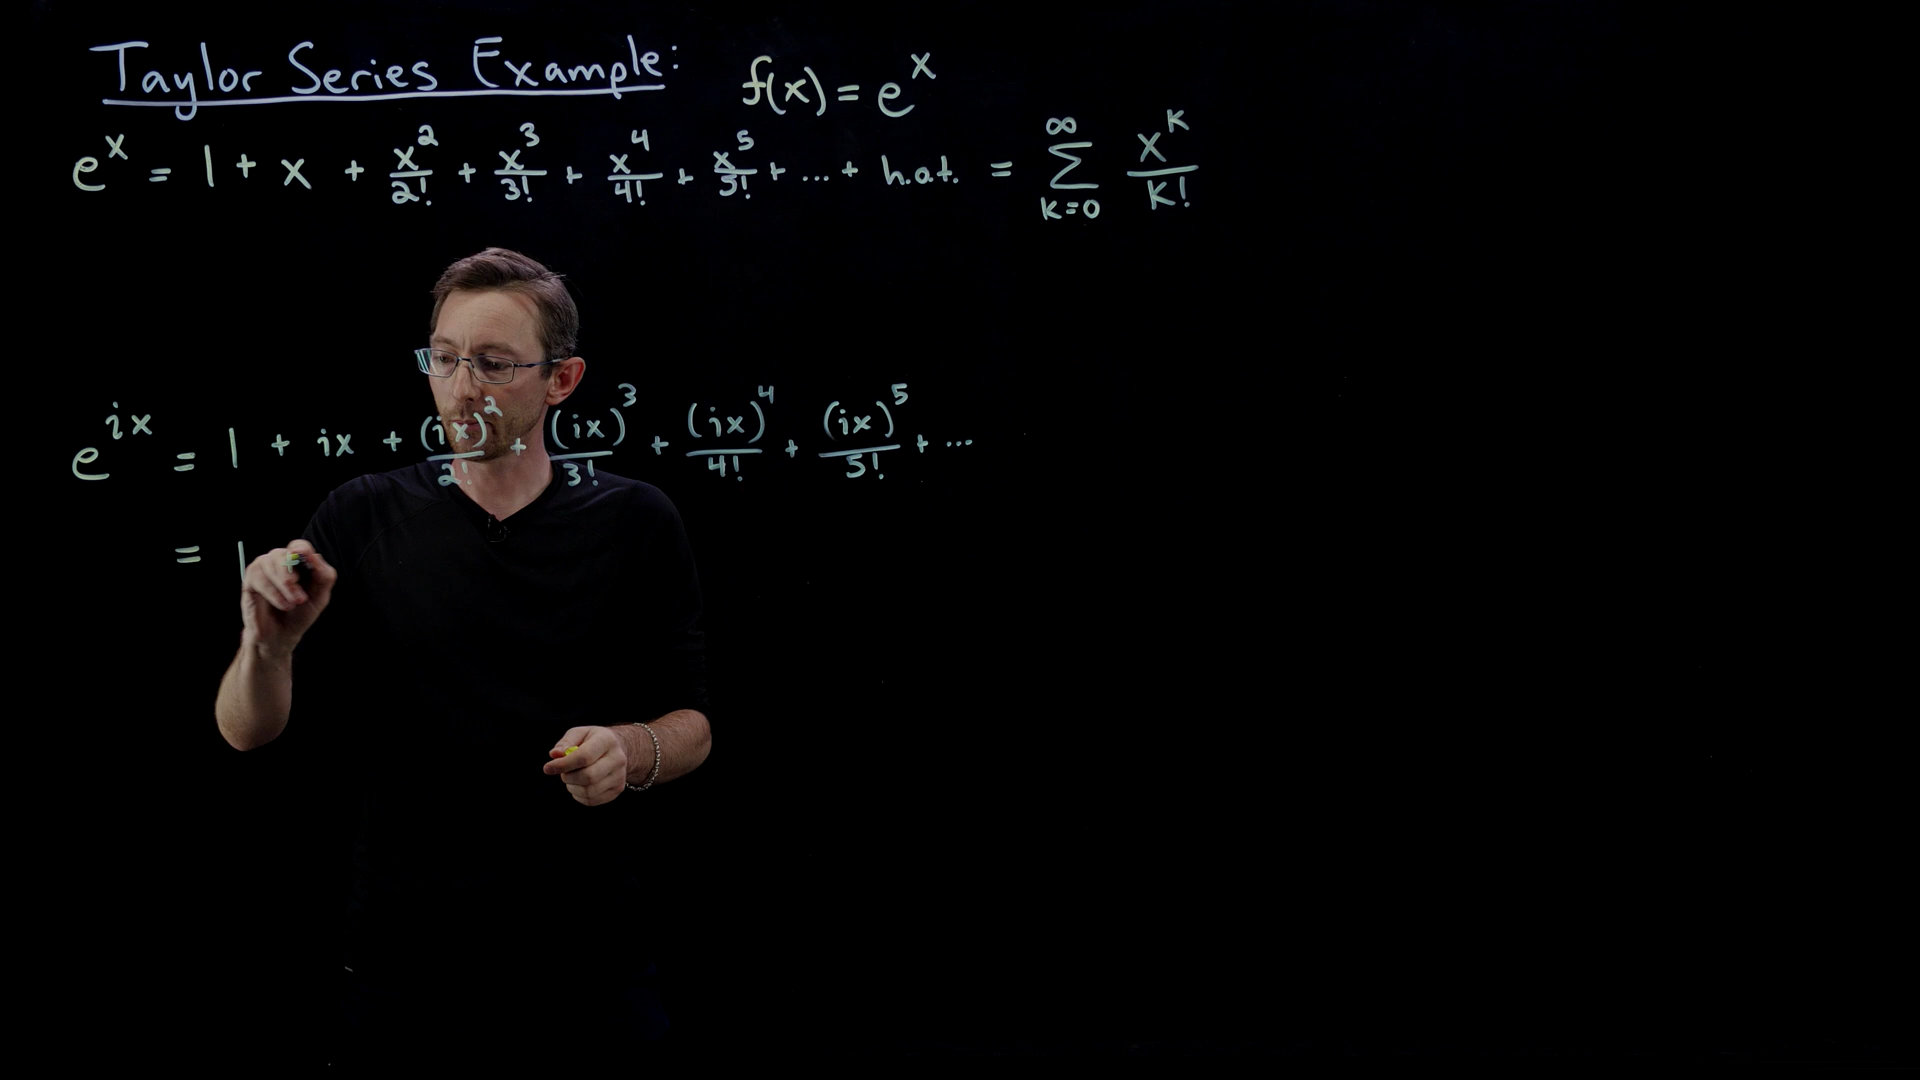 Taylor Series Example: f(x) = e^x
e^x = 1 + x + x^2/2! + x^3/3! + x^4/4! + x^5/5! + ... + h.o.t. = ∑_{k=0}^{∞} x^k/k!
e^{ix} = 1 + ix + (ix)^2/2! + (ix)^3/3! + (ix)^4/4! + (ix)^5/5! + ...
= 1 +